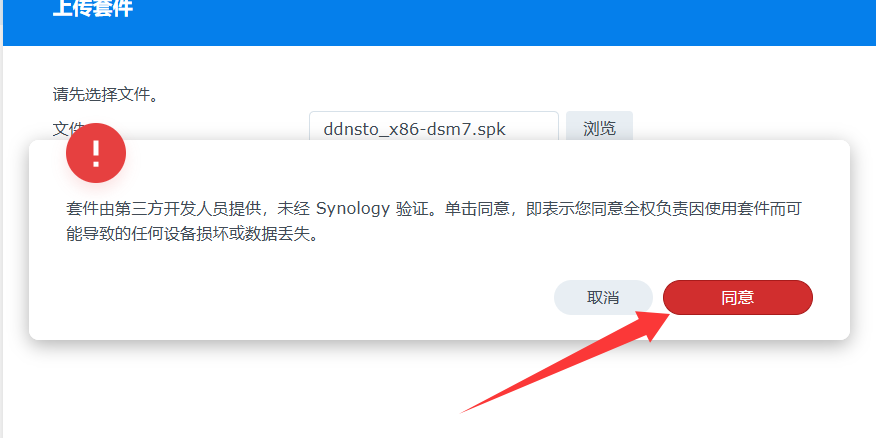 上传套件
请先选择文件。
文件
ddnsto_x86-dsm7.spk
浏览
套件由第三方开发人员提供，未经 Synology 验证。单击同意，即表示您同意全权负责因使用套件而可
能导致的任何设备损坏或数据丢失。
取消
同意